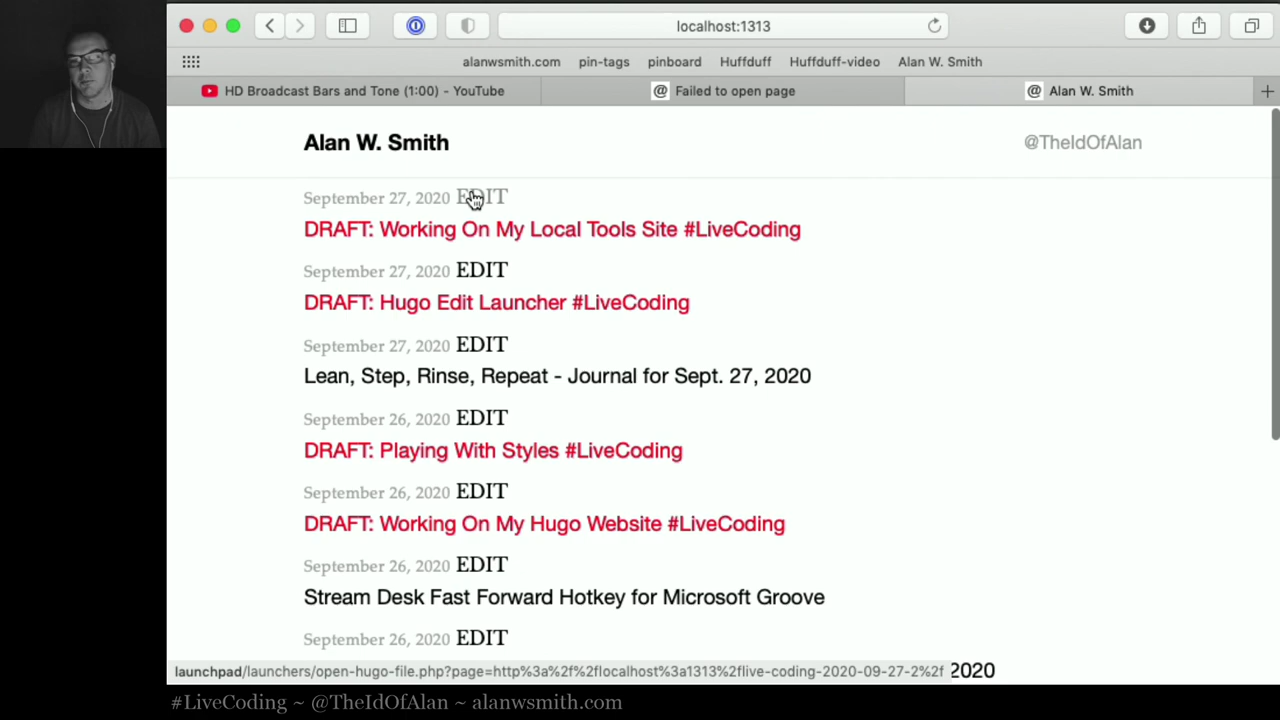 localhost:1313
alanwsmith.com pin-tags pinboard Huffduff Huffduff-video Alan W. Smith
HD Broadcast Bars and Tone (1:00) - YouTube @ Failed to open page @ Alan W. Smith
Alan W. Smith @TheIdOfAlan
September 27, 2020 EDIT
DRAFT: Working On My Local Tools Site #LiveCoding
September 27, 2020 EDIT
DRAFT: Hugo Edit Launcher #LiveCoding
September 27, 2020 EDIT
Lean, Step, Rinse, Repeat - Journal for Sept. 27, 2020
September 26, 2020 EDIT
DRAFT: Playing With Styles #LiveCoding
September 26, 2020 EDIT
DRAFT: Working On My Hugo Website #LiveCoding
September 26, 2020 EDIT
Stream Desk Fast Forward Hotkey for Microsoft Groove
September 26, 2020 EDIT
launchpad/launchers/open-hugo-file.php?page=http%3a%2f%2flocalhost%3a1313%2flive-coding-2020-09-27-2%2f 2020
#LiveCoding ~ @TheIdOfAlan ~ alanwsmith.com